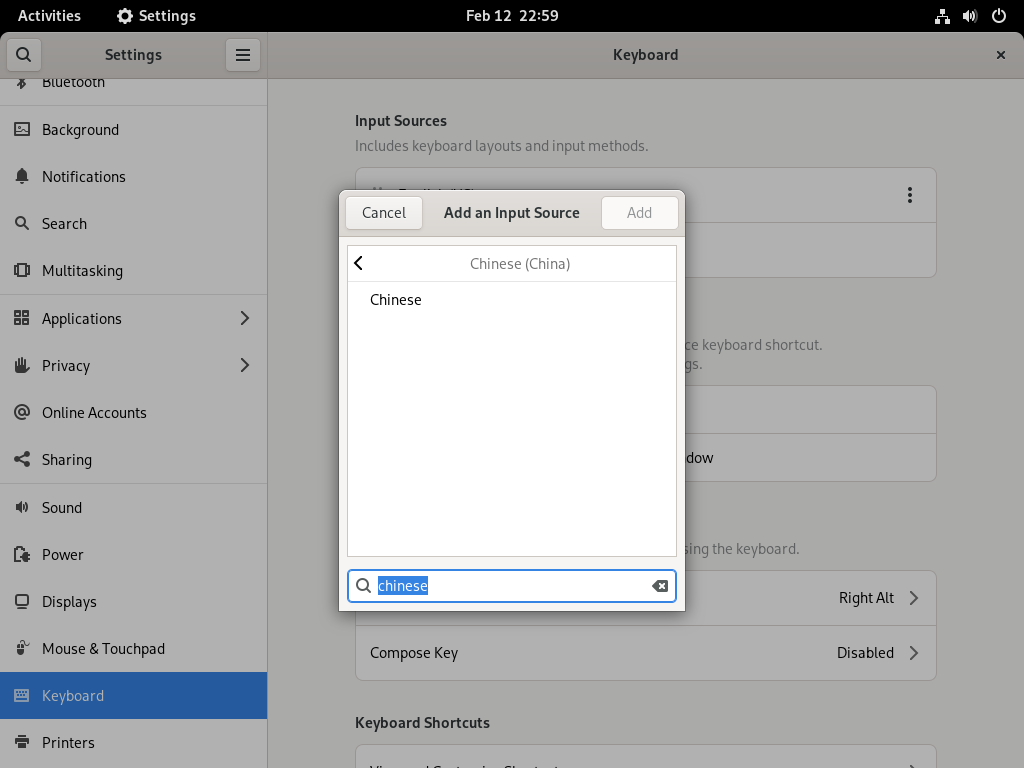 Activities
Settings
Feb 12 22:59
Settings
Keyboard
Bluetooth
Background
Notifications
Search
Multitasking
Applications
Privacy
Online Accounts
Sharing
Sound
Power
Displays
Mouse & Touchpad
Keyboard
Printers
Input Sources
Includes keyboard layouts and input methods.
Cancel
Add an Input Source
Add
Chinese (China)
Chinese
chinese
ce keyboard shortcut.
gs.
dow
sing the keyboard.
Right Alt
Compose Key
Disabled
Keyboard Shortcuts